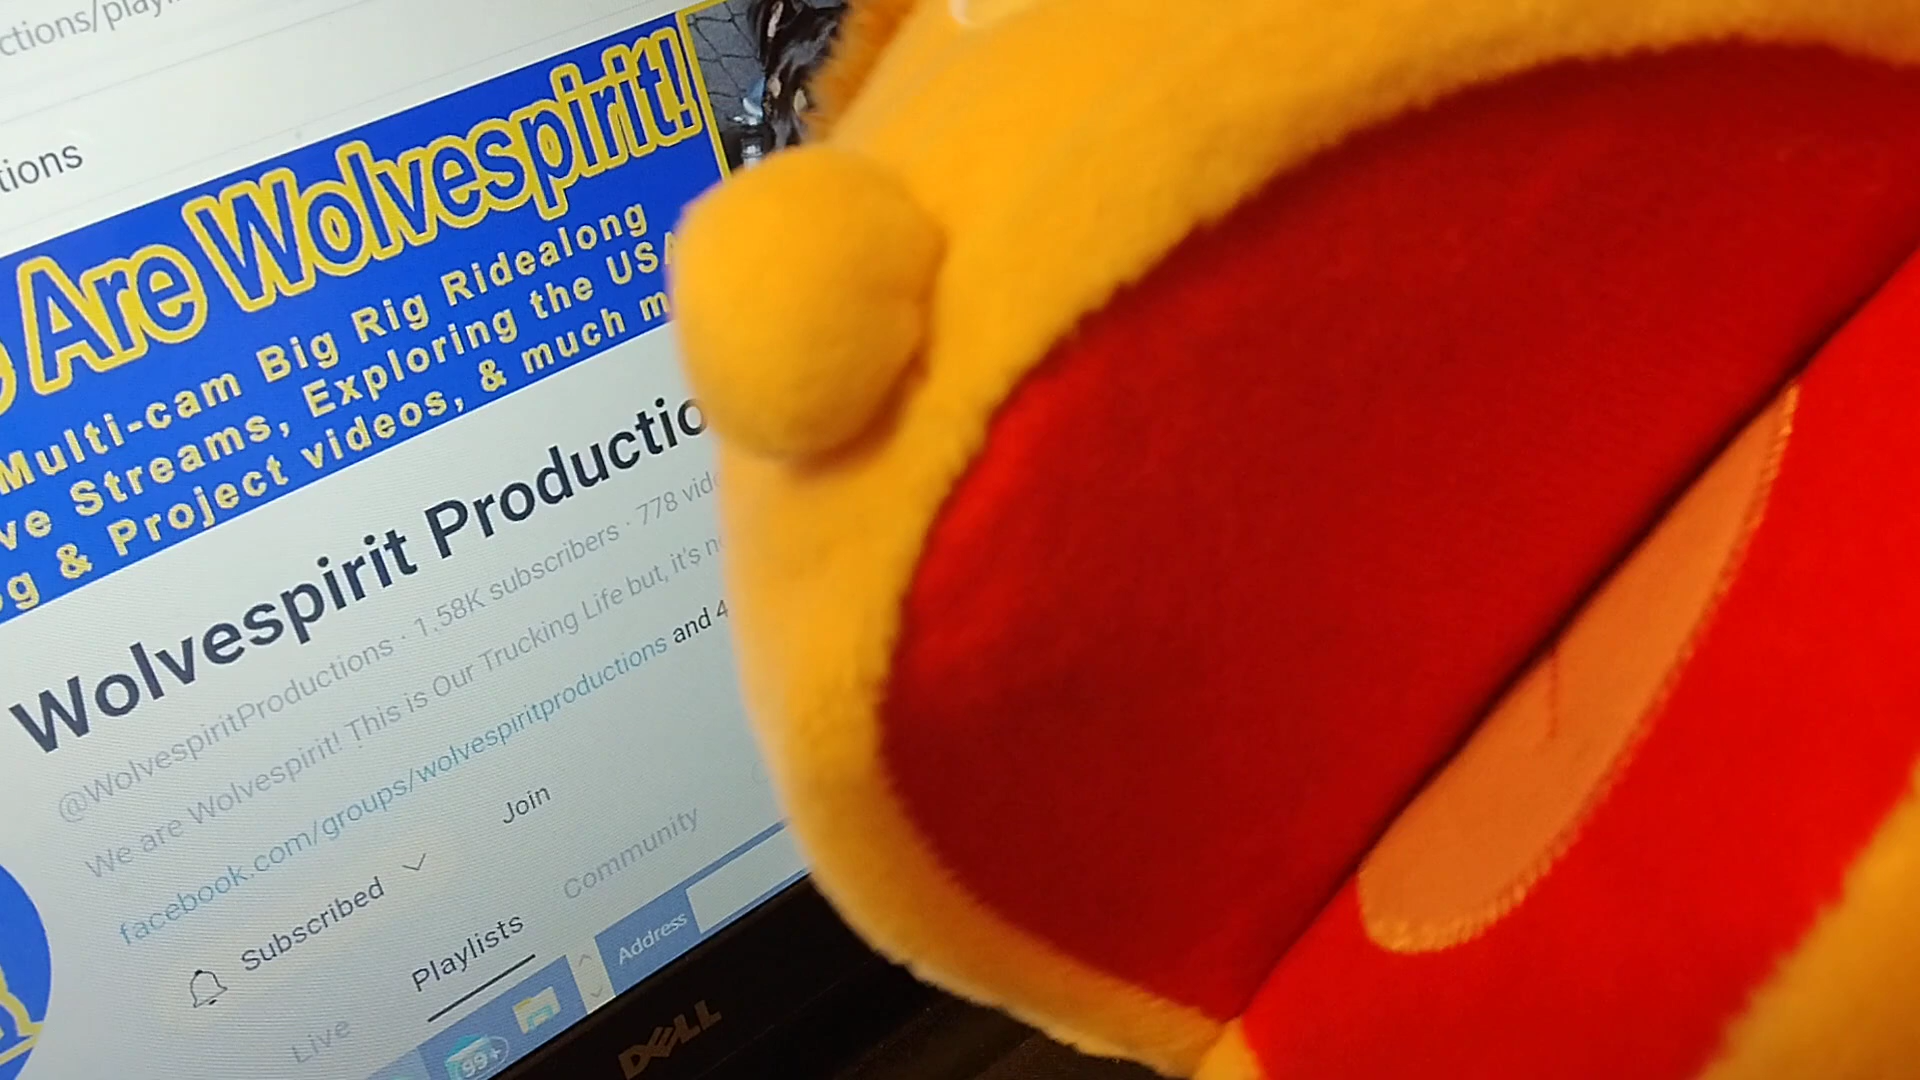 ctions/play
tions
Are Wolvespirit!
Multi-cam Big Rig Ridealong
ve Streams, Exploring the USA
g & Project videos, & much m
Wolvespirit Productio
@WolvespiritProductions · 1.58K subscribers · 778 vide
We are Wolvespirit! This is Our Trucking Life but, it's n
facebook.com/groups/wolvespiritproductions and 4
Subscribed
Join
Live
Playlists
Community
99+
Address
DELL